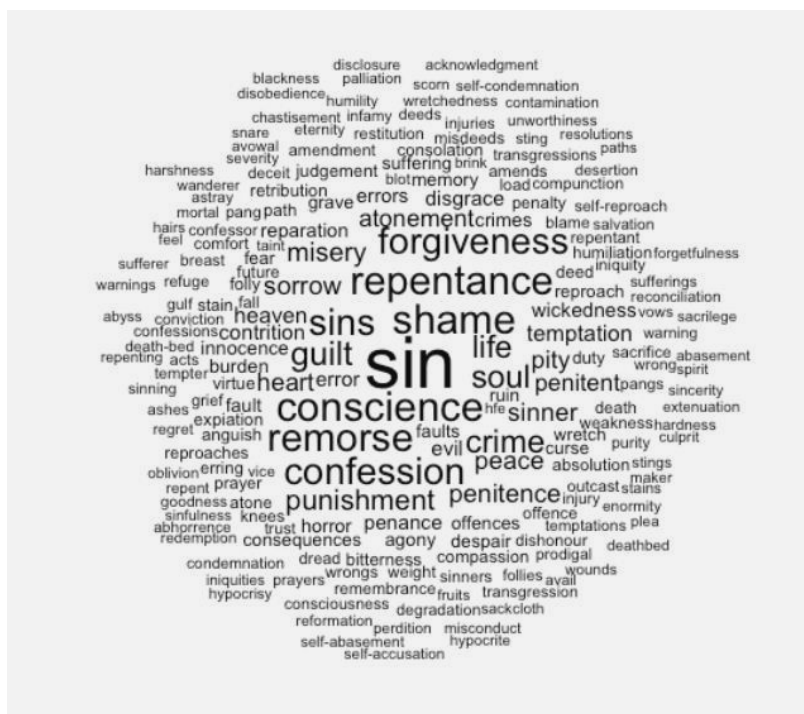 disclosure acknowledgment
blackness palliation scorn self-condemnation
disobedience humility wretchedness contamination
chastisement infamy deeds injuries unworthiness
snare eternity restitution misdeeds sting resolutions
avowal amendment consolation transgressions paths
severity judgement suffering brink amends desertion
harshness deceit blot memory load compunction
wanderer retribution grave errors disgrace penalty self-reproach
astray
mortal pang path atonement crimes blame salvation
hairs confessor reparation forgiveness repentant
feel comfort taint misery humiliation forgetfulness
sufferer breast fear iniquity
future repentance deed sufferings
warnings refuge folly sorrow reproach reconciliation
gulf stain fall wickedness vows sacrilege
abyss conviction heaven sins shame
confessions contrition temptation warning
death-bed innocence guilt life pity duty sacrifice abasement
repenting acts burden sin soul wrong spirit
tempter virtue heart error penitent pangs sincerity
sinning ruin
ashes grief fault conscience hfe sinner death extenuation
expiation weakness hardness
regret anguish remorse faults crime wretch purity culprit
reproaches evil curse
oblivion erring vice confession peace absolution stings
repent prayer maker
goodness atone punishment penitence injury outcast stains
sinfulness knees offence enormity
abhorrence trust horror penance offences temptations plea
redemption consequences agony despair dishonour deathbed
condemnation dread bitterness compassion prodigal
iniquities prayers wrongs weight sinners follies avail wounds
hypocrisy remembrance fruits transgression
consciousness degradation sackcloth
reformation perdition misconduct
self-abasement hypocrite
self-accusation